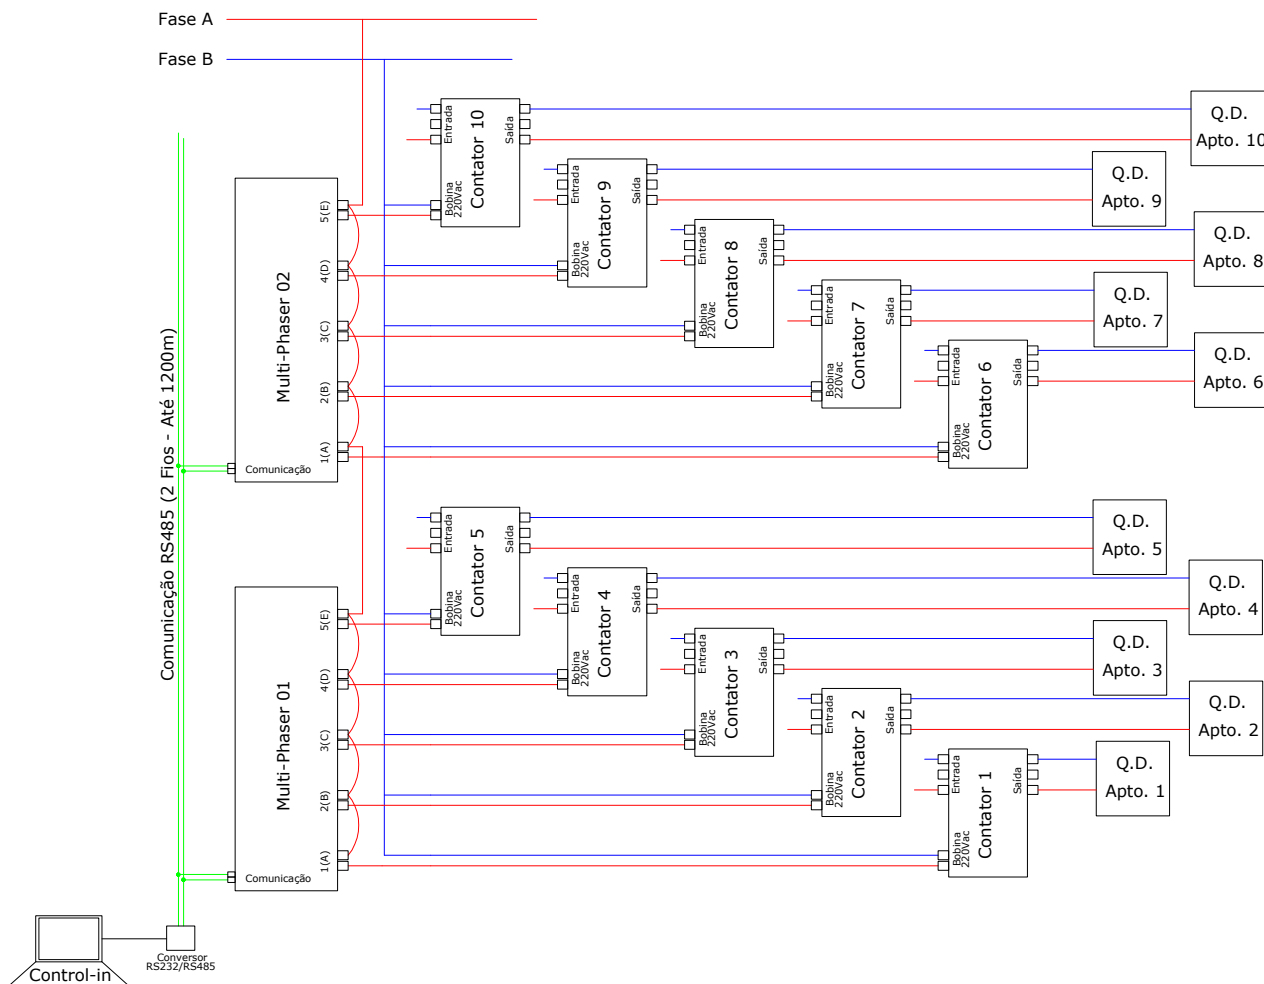 Fase A
Fase B
Comunicação RS485 (2 Fios - Até 1200m)
Multi-Phaser 02
5(E)
4(D)
3(C)
2(B)
1(A)
Comunicação
Entrada
Saída
Bobina
220Vac
Contator 10
Q.D.
Apto. 10
Entrada
Saída
Bobina
220Vac
Contator 9
Q.D.
Apto. 9
Entrada
Saída
Bobina
220Vac
Contator 8
Q.D.
Apto. 8
Entrada
Saída
Bobina
220Vac
Contator 7
Q.D.
Apto. 7
Entrada
Saída
Bobina
220Vac
Contator 6
Q.D.
Apto. 6
Multi-Phaser 01
5(E)
4(D)
3(C)
2(B)
1(A)
Comunicação
Entrada
Saída
Bobina
220Vac
Contator 5
Q.D.
Apto. 5
Entrada
Saída
Bobina
220Vac
Contator 4
Q.D.
Apto. 4
Entrada
Saída
Bobina
220Vac
Contator 3
Q.D.
Apto. 3
Entrada
Saída
Bobina
220Vac
Contator 2
Q.D.
Apto. 2
Entrada
Saída
Bobina
220Vac
Contator 1
Q.D.
Apto. 1
Conversor
RS232/RS485
Control-in